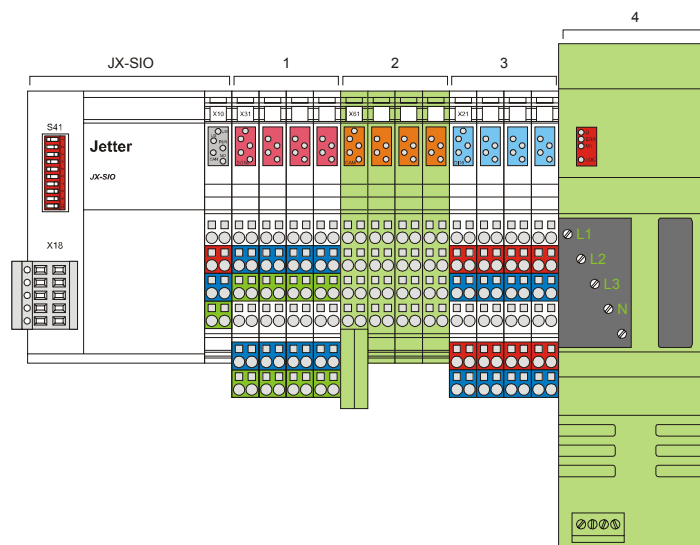 4
JX-SIO 1 2 3
X10 X31 X61 X21
S41
Jetter
JX-SIO
X18
L1
L2
L3
N